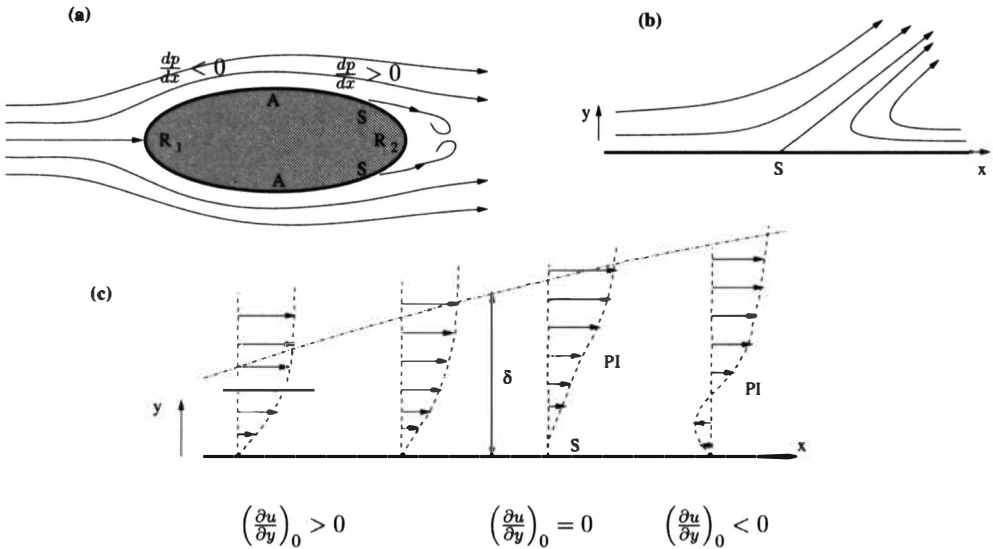 (a)
dp/dx < 0
dp/dx > 0
A
S
R1
R2
A
S
(b)
y
S
x
(c)
PI
δ
PI
y
S
x
(∂u/∂y)0 > 0
(∂u/∂y)0 = 0
(∂u/∂y)0 < 0